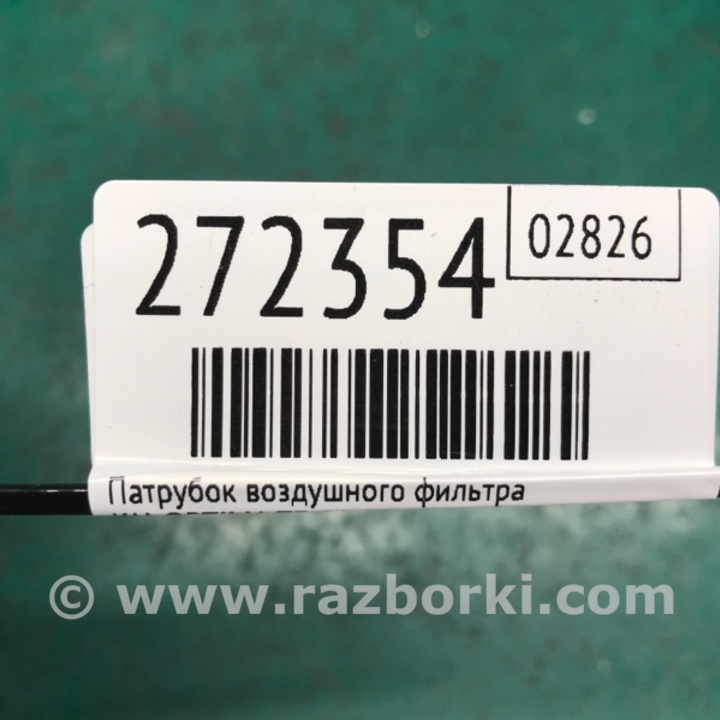 272354
02826
Патрубок воздушного фильтра
© www.razborki.com